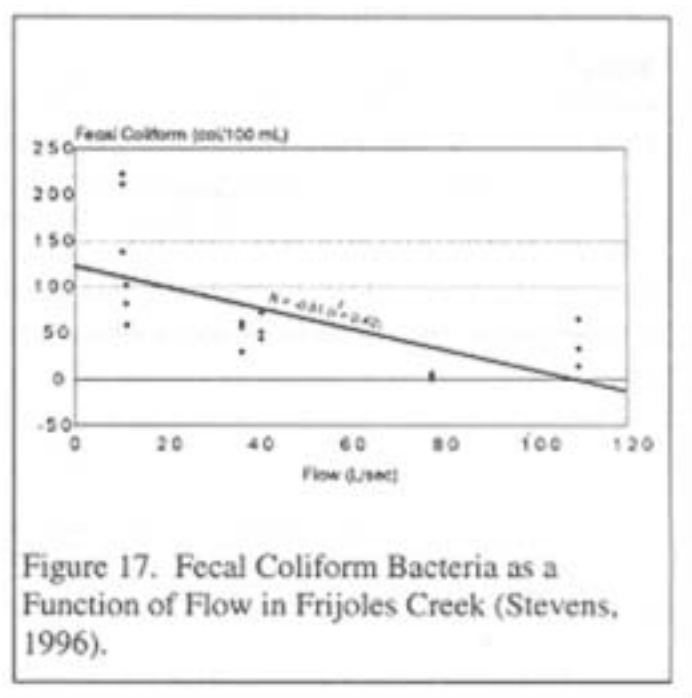 Fecal Coliform (col/100 mL)
250
200
150
100
50
0
-50
0 20 40 60 80 100 120
Flow (L/sec)
Figure 17. Fecal Coliform Bacteria as a
Function of Flow in Frijoles Creek (Stevens,
1996).